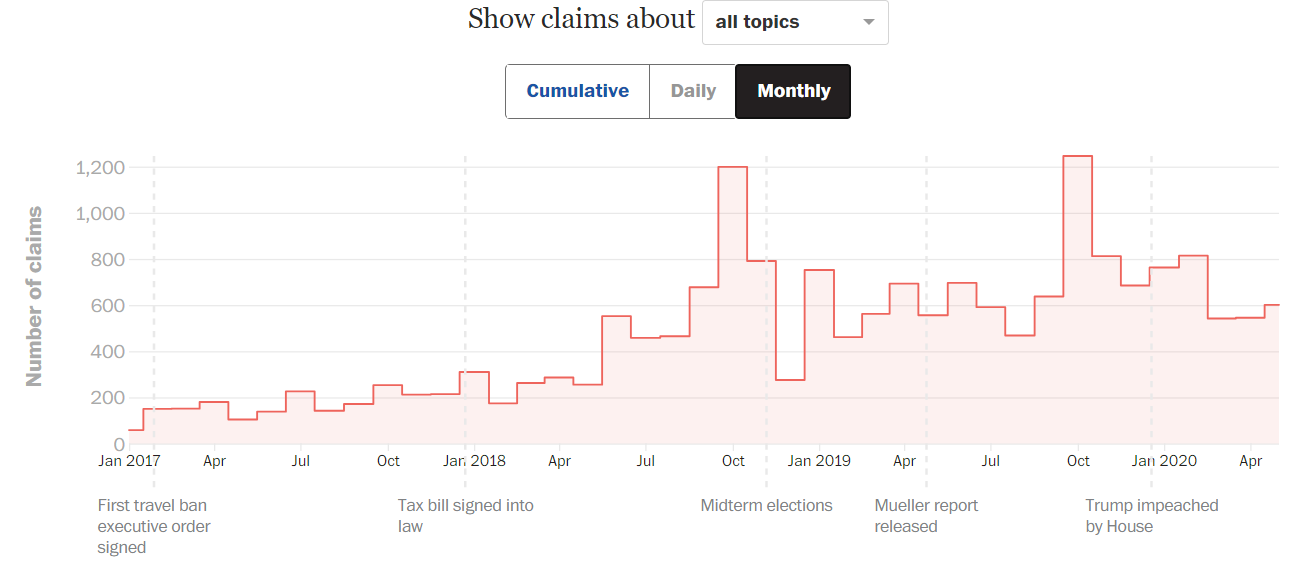 Show claims about all topics
Cumulative Daily Monthly
Number of claims
1,200
1,000
800
600
400
200
0
Jan 2017 Apr Jul Oct Jan 2018 Apr Jul Oct Jan 2019 Apr Jul Oct Jan 2020 Apr
First travel ban
executive order
signed
Tax bill signed into
law
Midterm elections
Mueller report
released
Trump impeached
by House